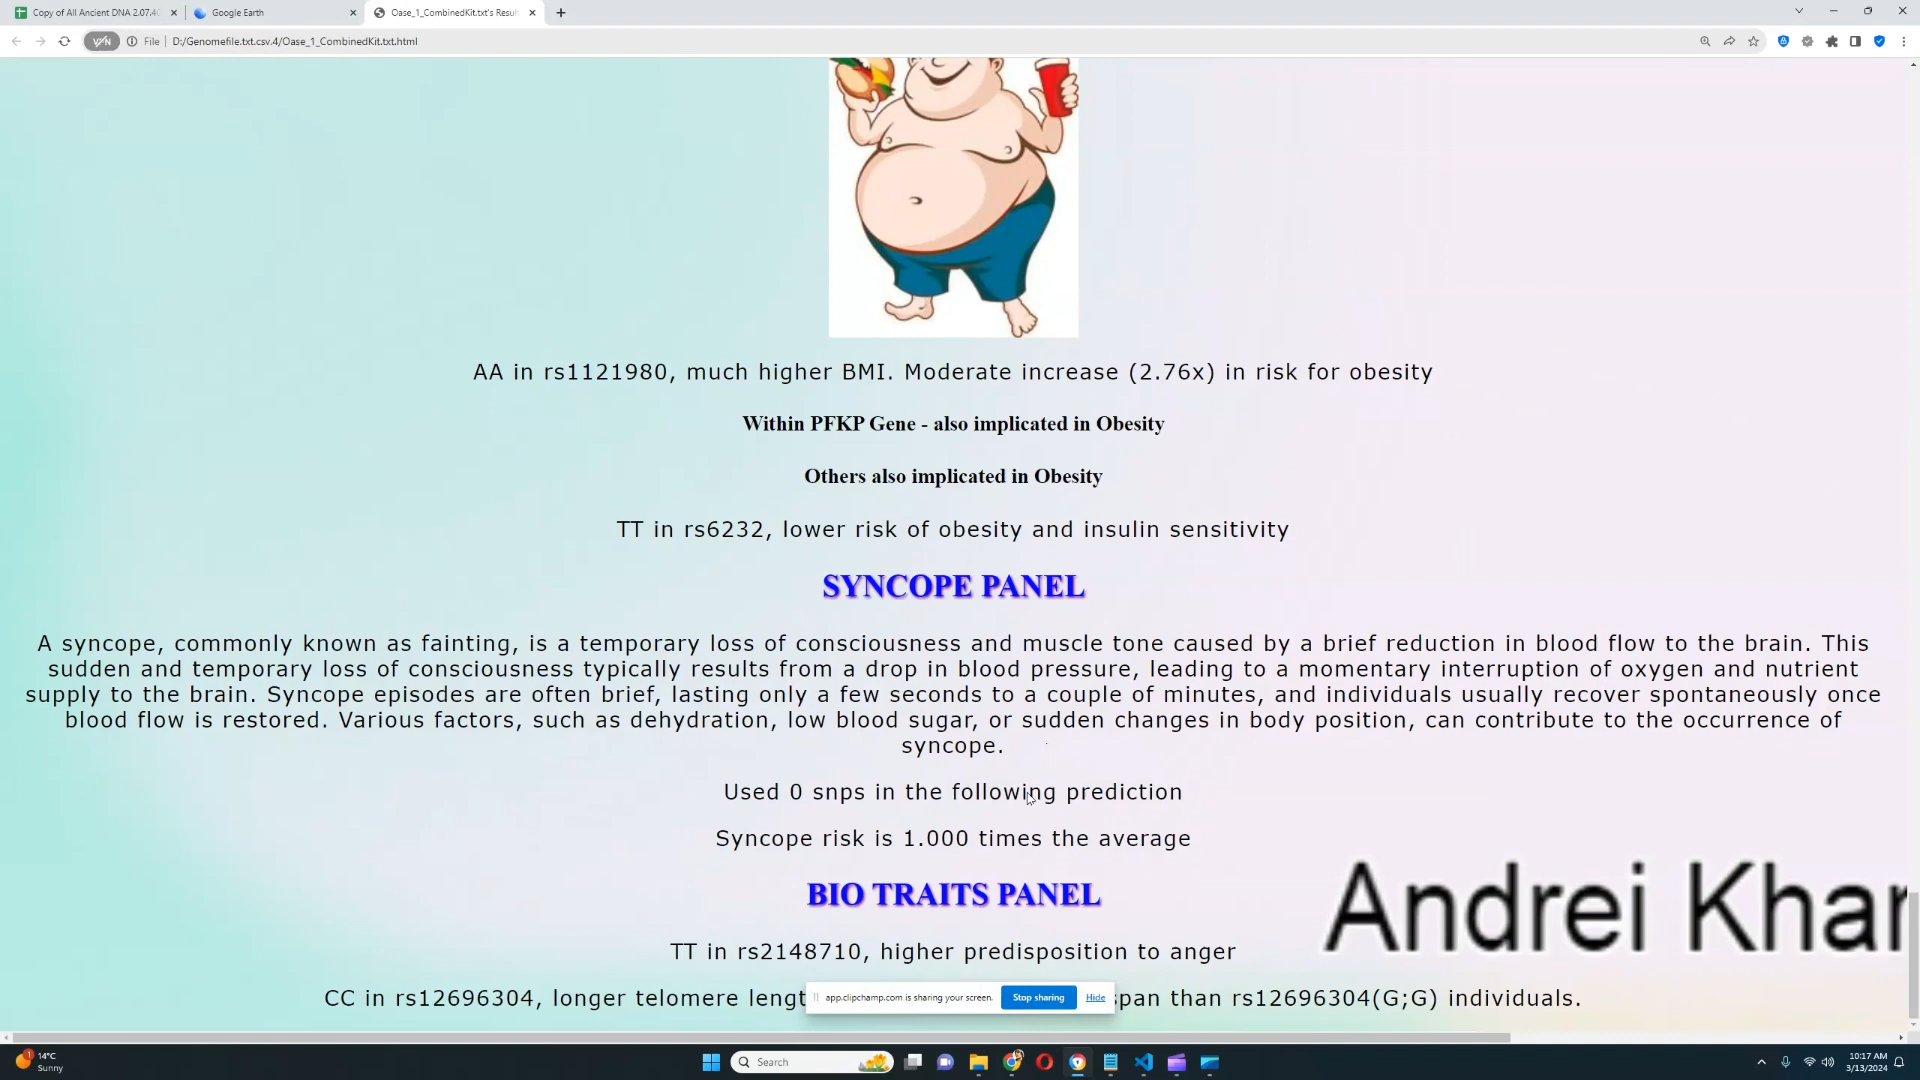 Copy of All Ancient DNA 2.07.40
Google Earth
Oase_1_CombinedKit.txt's Resul
VPN
File
D:/Genomefile.txt.csv.4/Oase_1_CombinedKit.txt.html
AA in rs1121980, much higher BMI. Moderate increase (2.76x) in risk for obesity
Within PFKP Gene - also implicated in Obesity
Others also implicated in Obesity
TT in rs6232, lower risk of obesity and insulin sensitivity
SYNCOPE PANEL
A syncope, commonly known as fainting, is a temporary loss of consciousness and muscle tone caused by a brief reduction in blood flow to the brain. This
sudden and temporary loss of consciousness typically results from a drop in blood pressure, leading to a momentary interruption of oxygen and nutrient
supply to the brain. Syncope episodes are often brief, lasting only a few seconds to a couple of minutes, and individuals usually recover spontaneously once
blood flow is restored. Various factors, such as dehydration, low blood sugar, or sudden changes in body position, can contribute to the occurrence of
syncope.
Used 0 snps in the following prediction
Syncope risk is 1.000 times the average
BIO TRAITS PANEL
Andrei Khan
TT in rs2148710, higher predisposition to anger
CC in rs12696304, longer telomere lengt
app.clipchamp.com is sharing your screen.
Stop sharing
Hide
span than rs12696304(G;G) individuals.
1
14°C
Sunny
Search
10:17 AM
3/13/2024